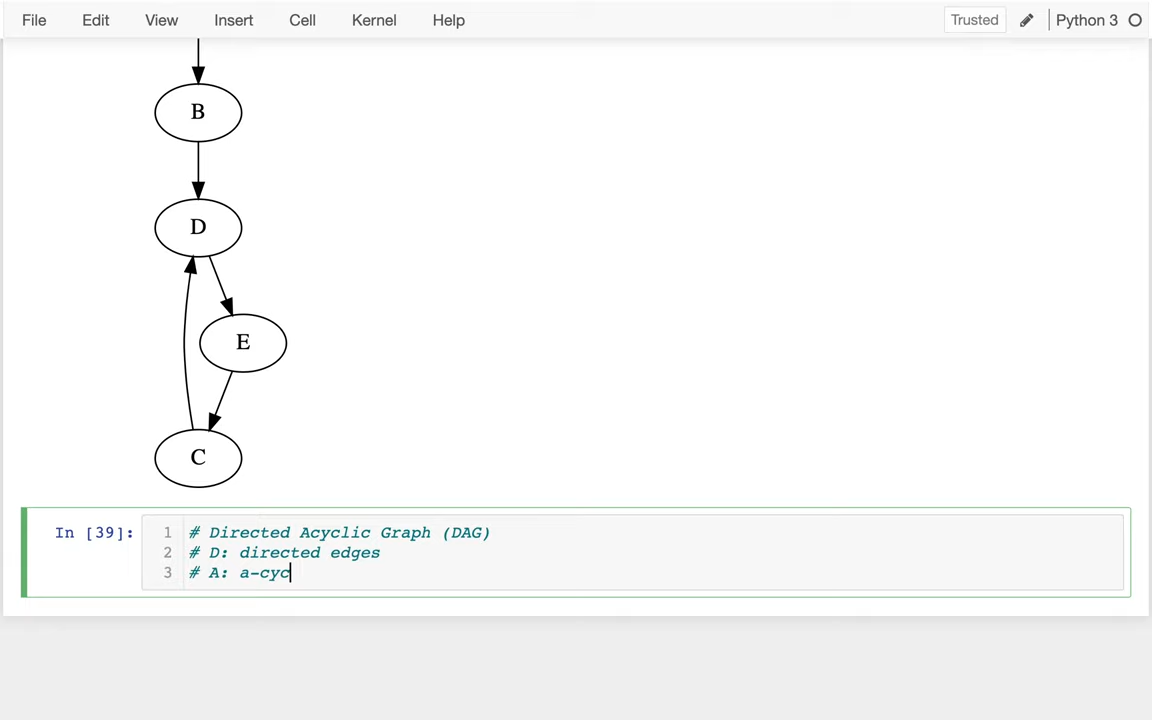 File Edit View Insert Cell Kernel Help Trusted Python 3
B
D
E
C
In [39]: 1 # Directed Acyclic Graph (DAG)
2 # D: directed edges
3 # A: a-cyc